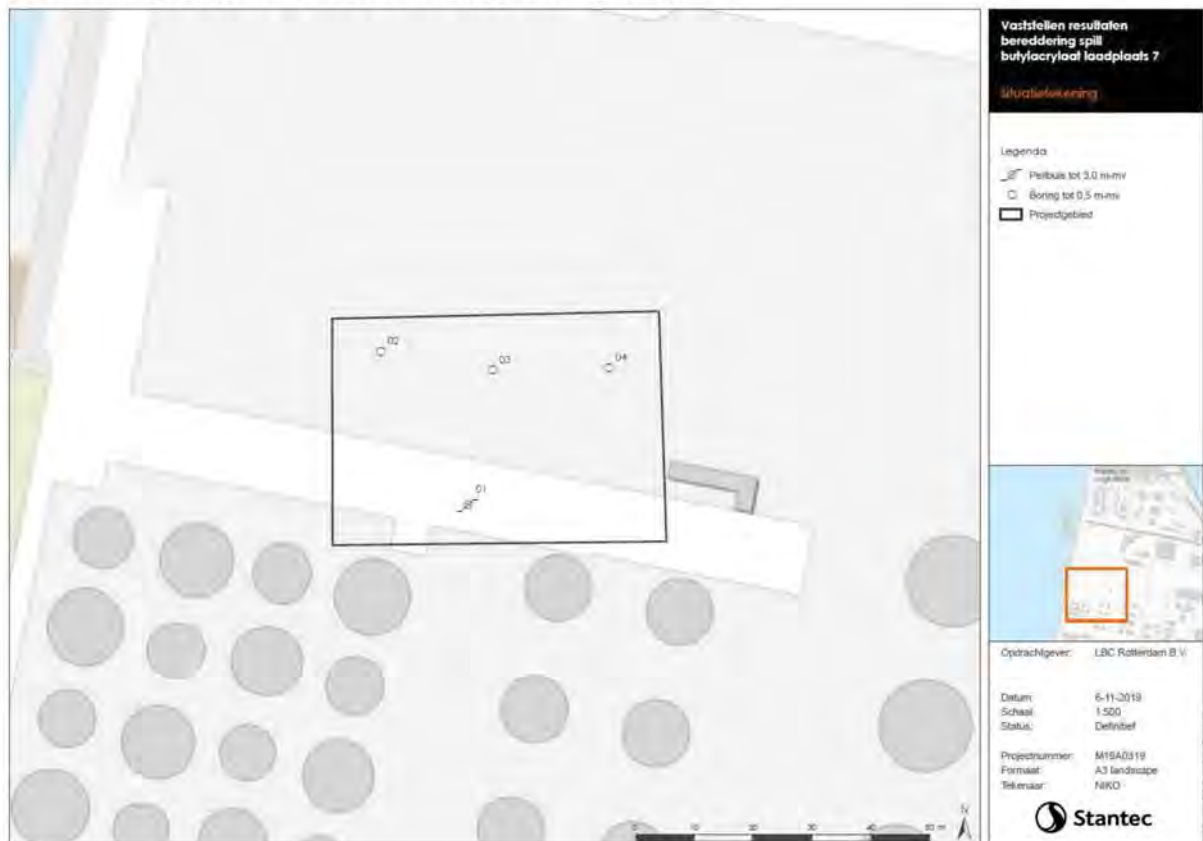 Vaststellen resultaten
bereddering spill
butylacrylaat laadplaats 7
Situatietekening
Legenda
Peilbuis tot 3,0 m-mv
Boring tot 0,5 m-mv
Projectgebied
02
03
04
01
Opdrachtgever: LBC Rotterdam B.V.
Datum: 6-11-2019
Schaal: 1:500
Status: Definitief
Projectnummer: M19A0319
Formaat: A3 landscape
Tekenaar: NIKO
Stantec
0 10 20 30 40 50 m
N